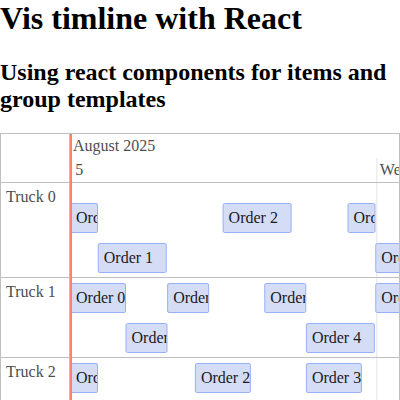 Vis timline with React
Using react components for items and
group templates
August 2025
5 We
Truck 0
Ord Order 2 Ord
Order 1 Or
Truck 1
Order 0 Order Order Or
Order Order 4
Truck 2
Ord Order 2 Order 3